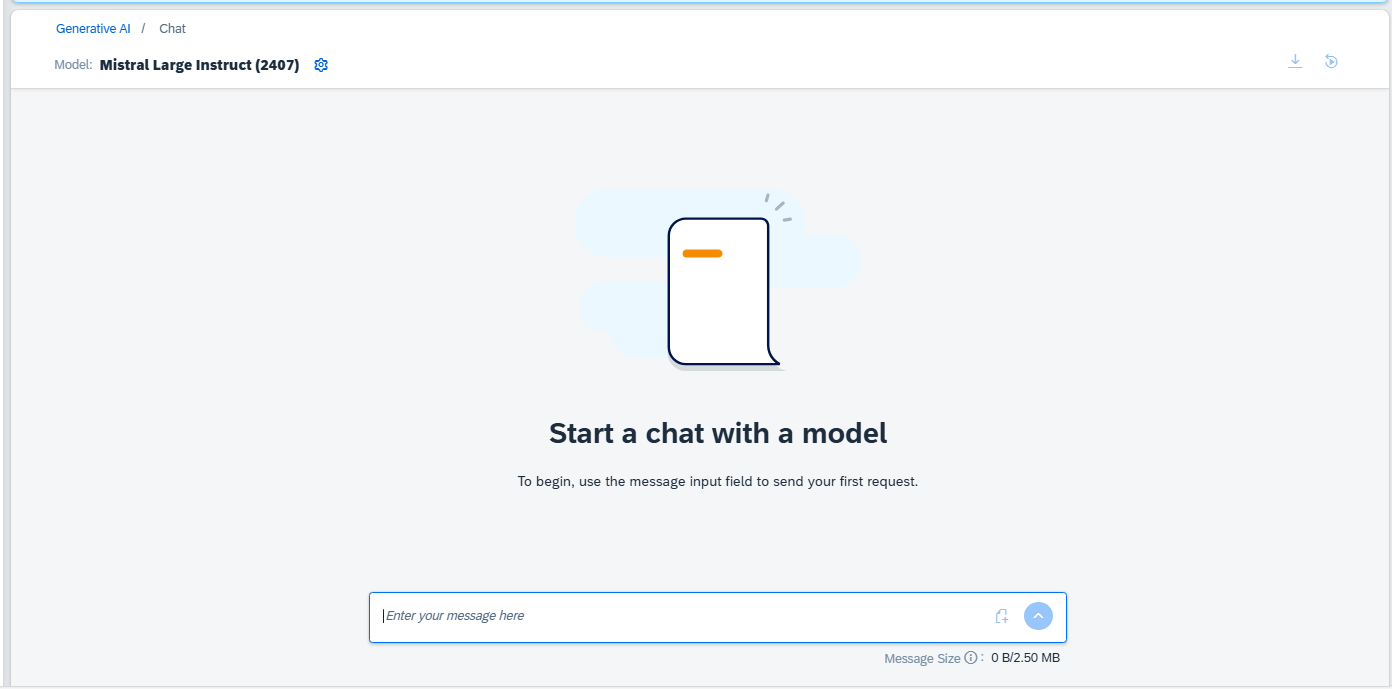 Generative AI / Chat
Model: Mistral Large Instruct (2407)
Start a chat with a model
To begin, use the message input field to send your first request.
Enter your message here
Message Size : 0 B/2.50 MB